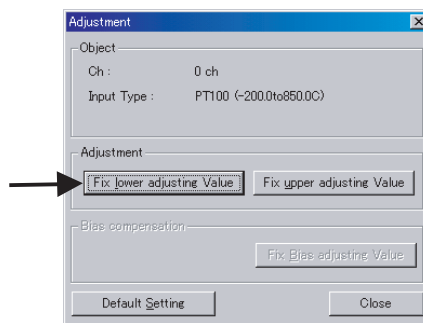 Adjustment
Object
Ch : 0 ch
Input Type : PT100 (-200.0to850.0C)
Adjustment
Fix lower adjusting Value Fix upper adjusting Value
Bias compensation
Fix Bias adjusting Value
Default Setting Close